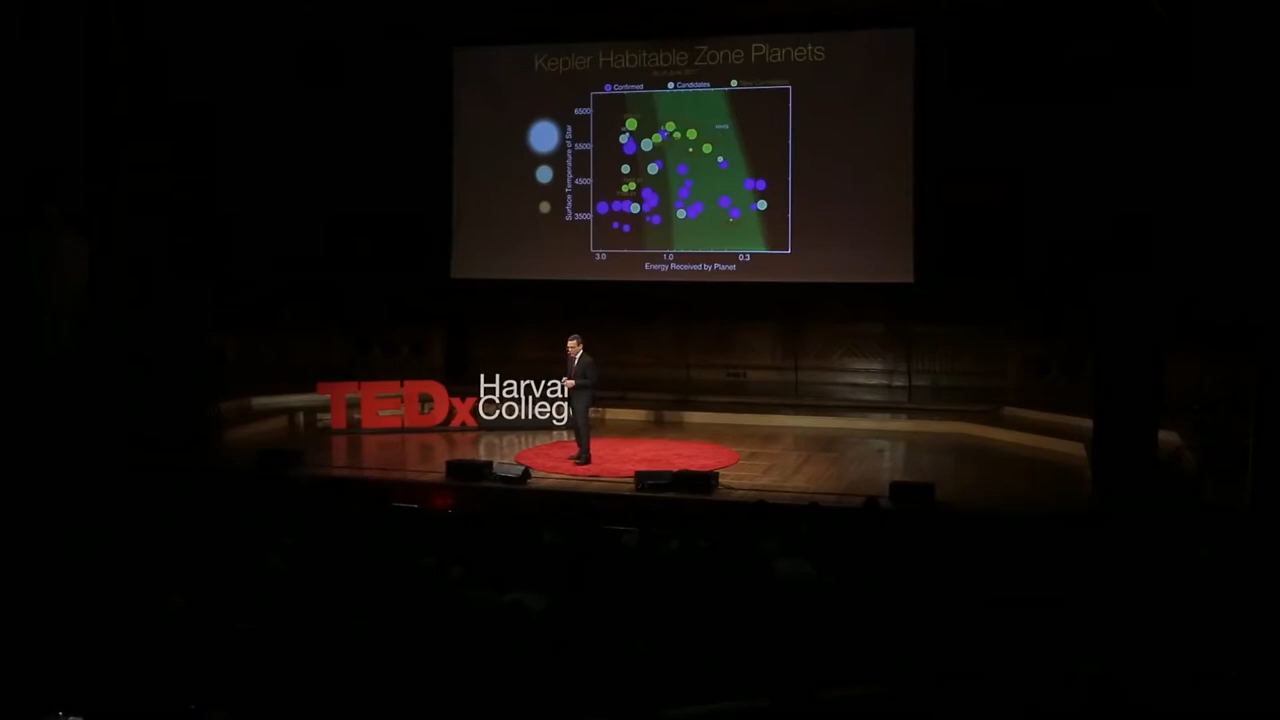 Kepler Habitable Zone Planets
Confirmed
Candidates
6500
5500
4500
3500
Surface Temperature of Star
3.0
1.0
0.3
Energy Received by Planet
TEDx
Harvar
Colleg